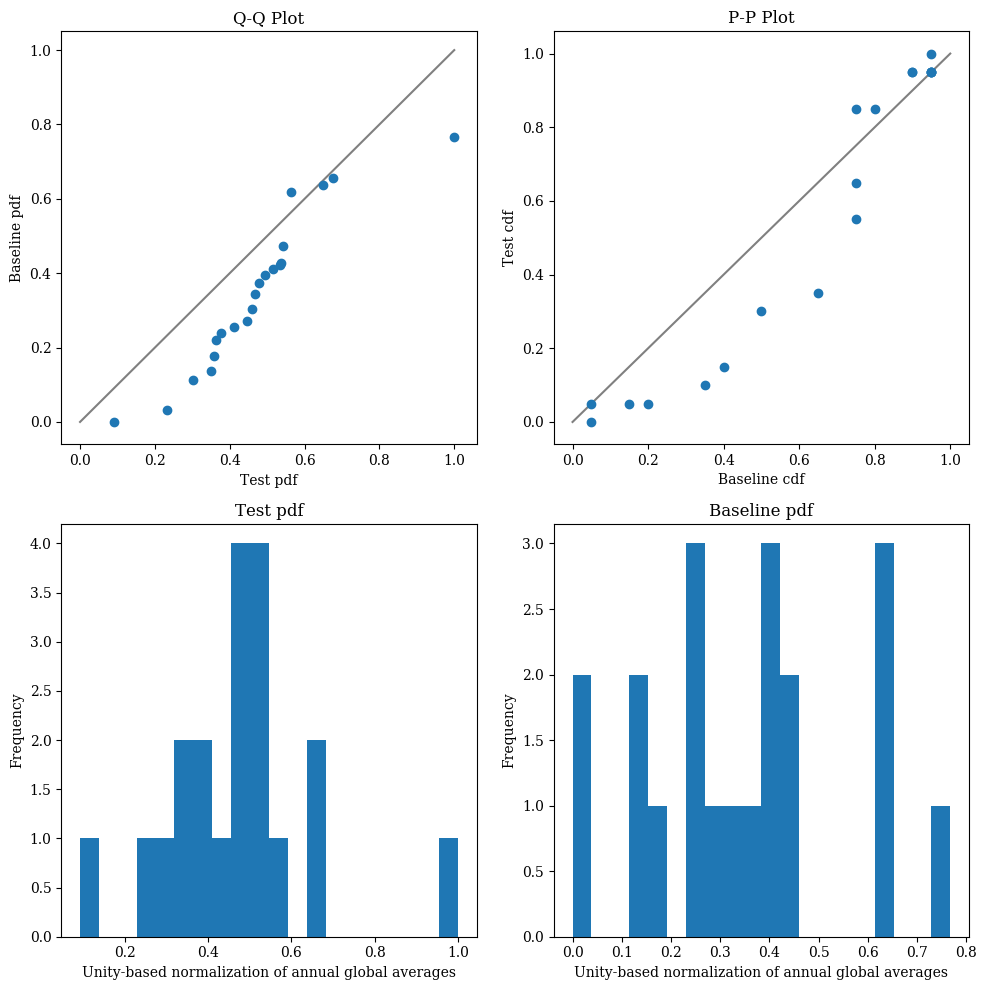 Q-Q Plot
1.0
0.8
0.6
0.4
0.2
0.0
Baseline pdf
0.0 0.2 0.4 0.6 0.8 1.0
Test pdf
P-P Plot
1.0
0.8
0.6
0.4
0.2
0.0
Test cdf
0.0 0.2 0.4 0.6 0.8 1.0
Baseline cdf
Test pdf
4.0
3.5
3.0
2.5
2.0
1.5
1.0
0.5
0.0
Frequency
0.2 0.4 0.6 0.8 1.0
Unity-based normalization of annual global averages
Baseline pdf
3.0
2.5
2.0
1.5
1.0
0.5
0.0
Frequency
0.0 0.1 0.2 0.3 0.4 0.5 0.6 0.7 0.8
Unity-based normalization of annual global averages